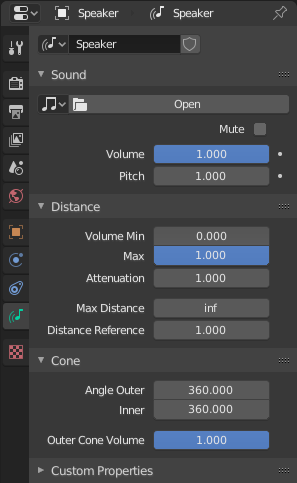 Speaker Speaker
Speaker
Sound
Open
Mute
Volume 1.000
Pitch 1.000
Distance
Volume Min 0.000
Max 1.000
Attenuation 1.000
Max Distance inf
Distance Reference 1.000
Cone
Angle Outer 360.000
Inner 360.000
Outer Cone Volume 1.000
Custom Properties